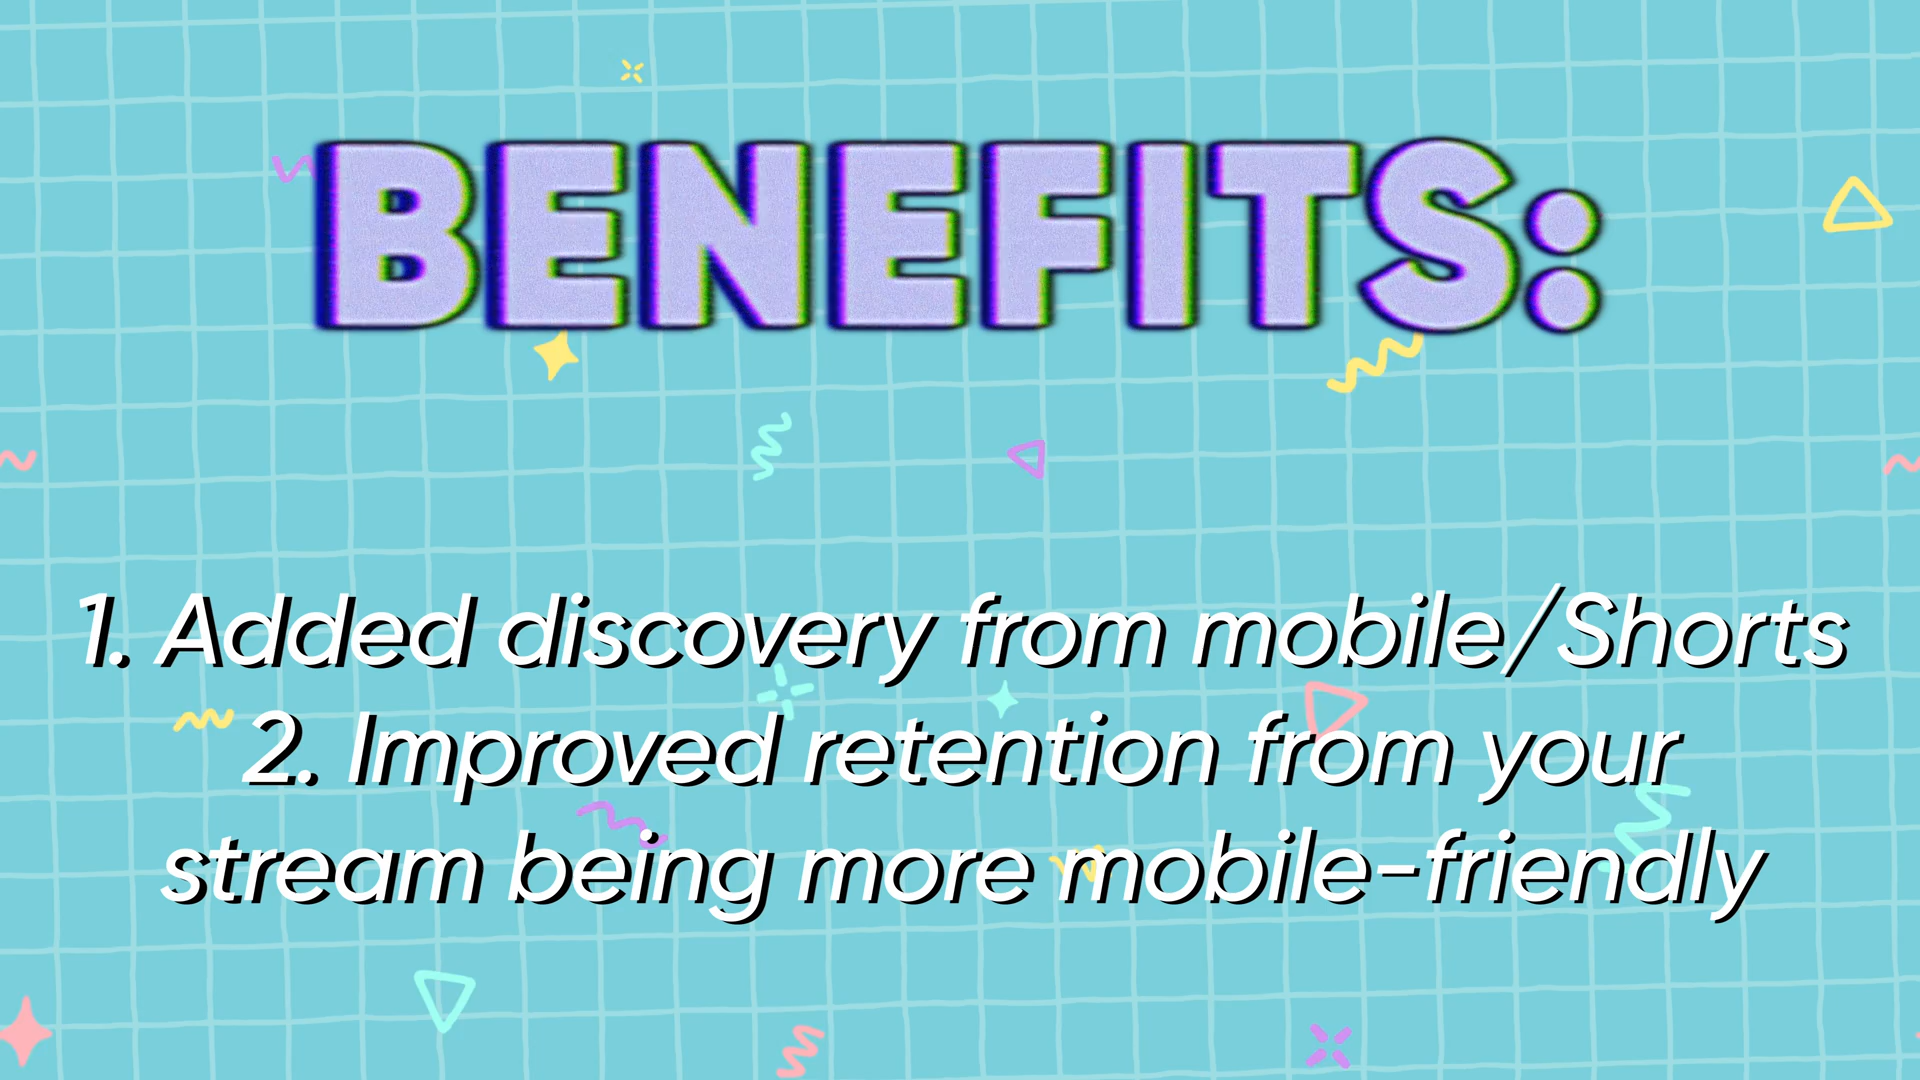 BENEFITS:
1. Added discovery from mobile/Shorts
2. Improved retention from your
stream being more mobile-friendly